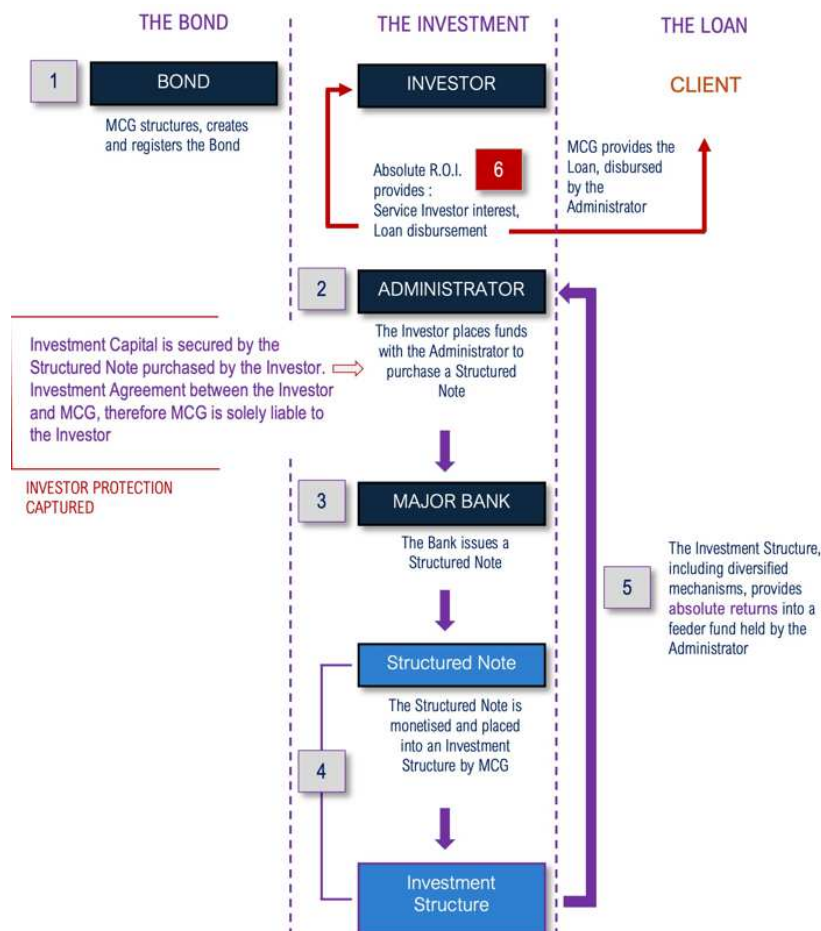 THE BOND
THE INVESTMENT
THE LOAN
1
BOND
MCG structures, creates
and registers the Bond
INVESTOR
CLIENT
Absolute R.O.I.
provides :
Service Investor interest,
Loan disbursement
6
MCG provides the
Loan, disbursed
by the
Administrator
2
ADMINISTRATOR
The Investor places funds
with the Administrator to
purchase a Structured
Note
Investment Capital is secured by the
Structured Note purchased by the Investor.
Investment Agreement between the Investor
and MCG, therefore MCG is solely liable to
the Investor
INVESTOR PROTECTION
CAPTURED
3
MAJOR BANK
The Bank issues a
Structured Note
5
The Investment Structure,
including diversified
mechanisms, provides
absolute returns into a
feeder fund held by the
Administrator
Structured Note
The Structured Note is
monetised and placed
into an Investment
Structure by MCG
4
Investment
Structure